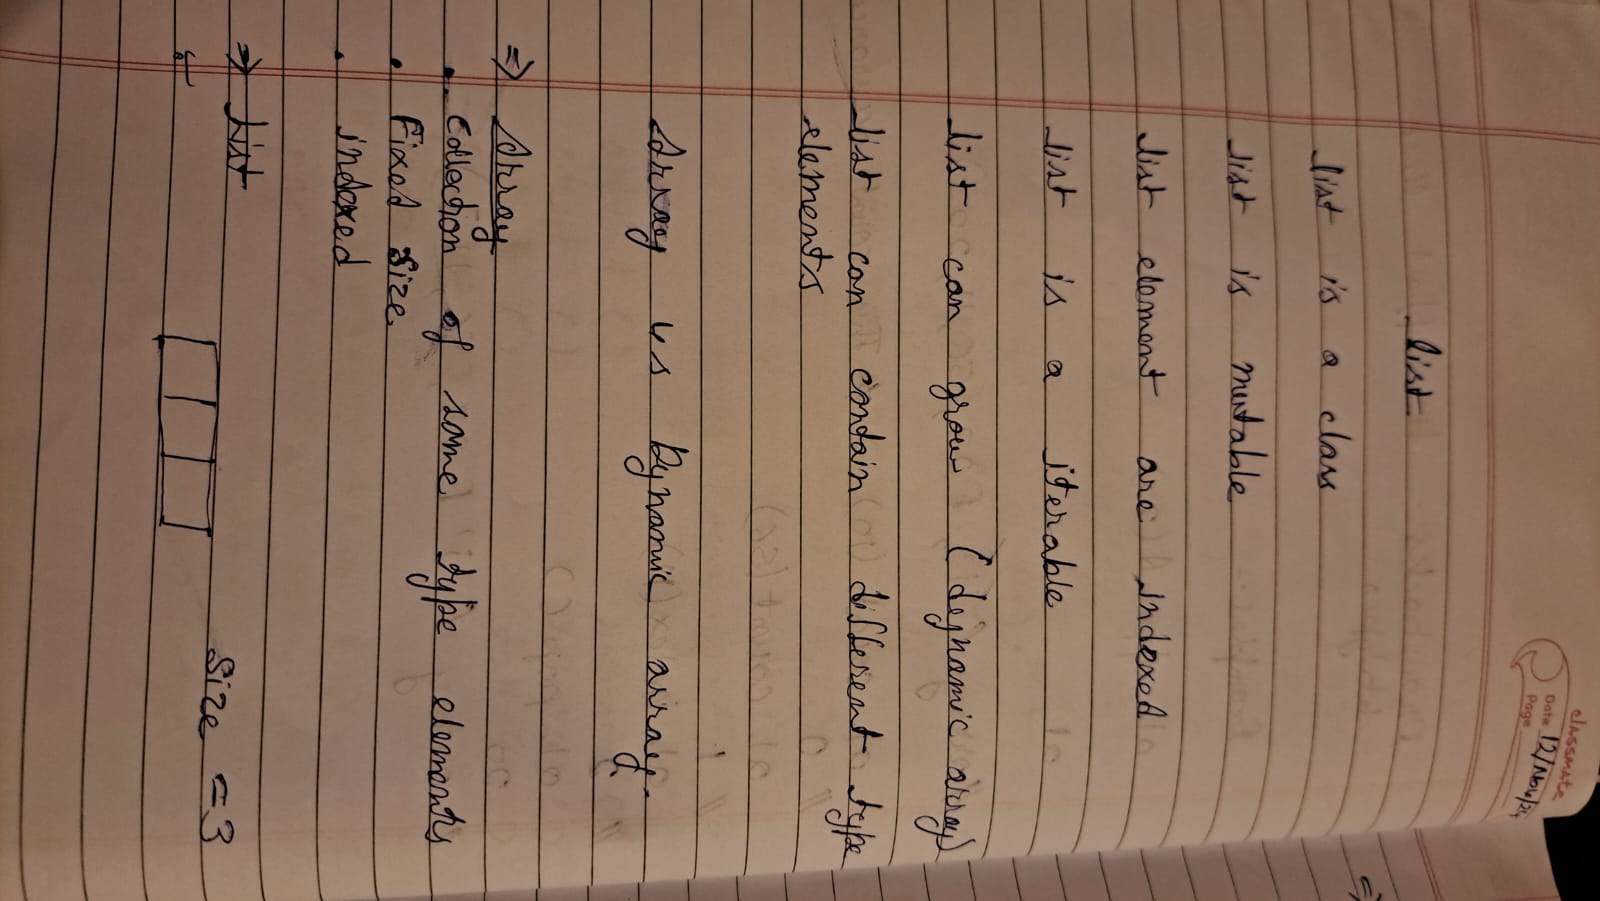 classmate
Date 12/Nov/24
Page
list
list is a class
list is mutable
list element are Indexed
list is a iterable
list can grow (dynamic array)
list can contain different type
elements
Array vs Dynamic array.
⇒ Array
• Collection of same type elements
• Fixed size
• indexed
⇒ List
Size = 3